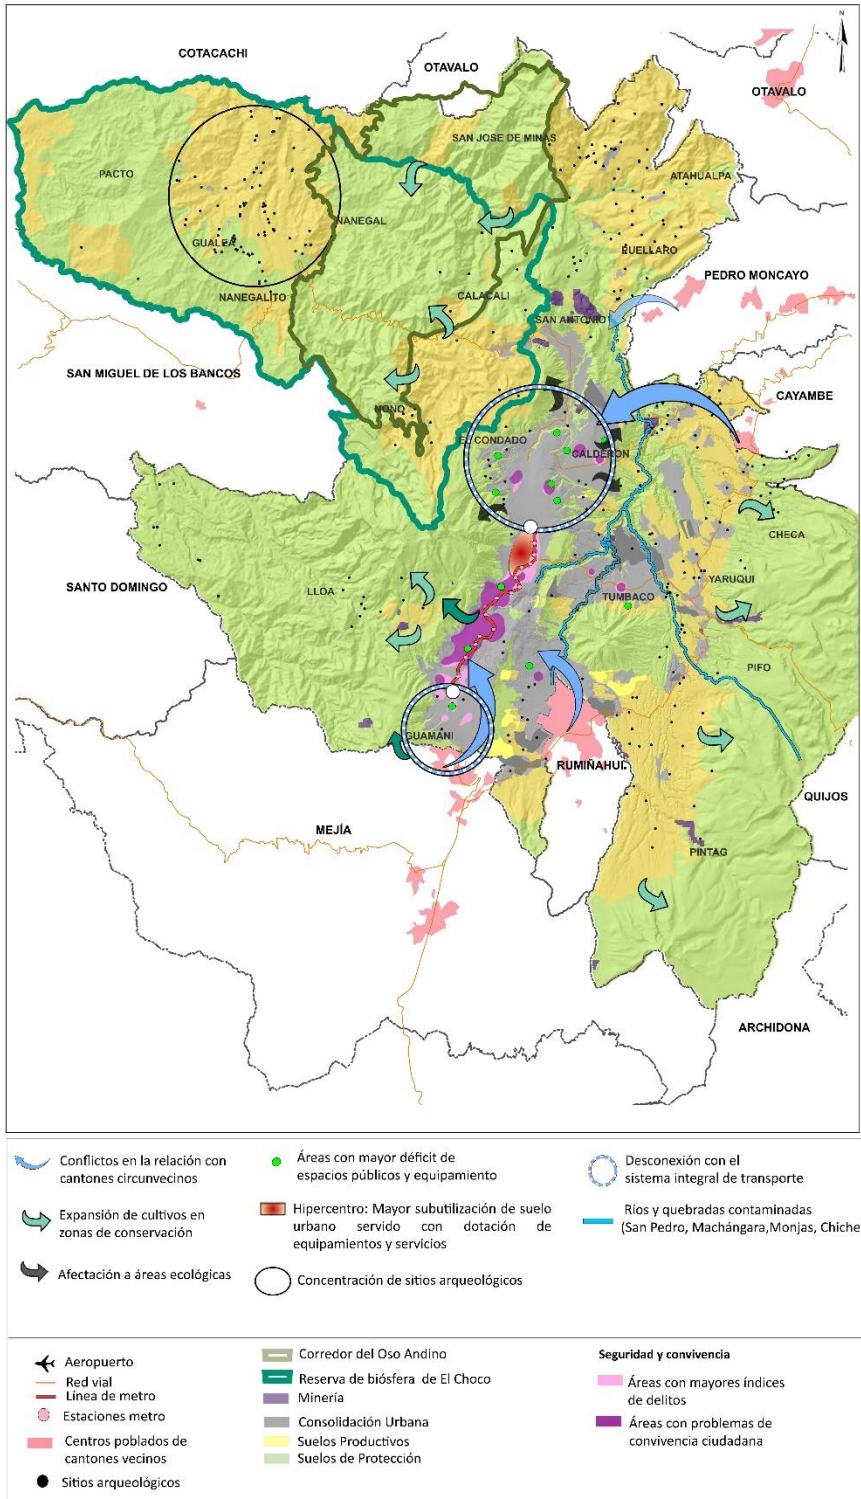 N
COTACACHI
OTAVALO
OTAVALO
SAN JOSE DE MINAS
PACTO
ATAHUALPA
NANEGAL
GUALEA
PUELLARO
PEDRO MONCAYO
NANEGALITO
CALACALI
SAN ANTONIO
SAN MIGUEL DE LOS BANCOS
CAYAMBE
NONO
EL CONDADO
CALDERON
CHECA
SANTO DOMINGO
LLOA
YARUQUI
TUMBACO
PIFO
GUAMANI
RUMIÑAHUI
QUIJOS
MEJÍA
PINTAG
ARCHIDONA
Conflictos en la relación con
cantones circunvecinos
Expansión de cultivos en
zonas de conservación
Afectación a áreas ecológicas
Áreas con mayor déficit de
espacios públicos y equipamiento
Hipercentro: Mayor subutilización de suelo
urbano servido con dotación de
equipamientos y servicios
Concentración de sitios arqueológicos
Desconexión con el
sistema integral de transporte
Ríos y quebradas contaminadas
(San Pedro, Machángara,Monjas, Chiche
Aeropuerto
Red vial
Línea de metro
Estaciones metro
Centros poblados de
cantones vecinos
Sitios arqueológicos
Corredor del Oso Andino
Reserva de biósfera de El Choco
Minería
Consolidación Urbana
Suelos Productivos
Suelos de Protección
Seguridad y convivencia
Áreas con mayores índices
de delitos
Áreas con problemas de
convivencia ciudadana